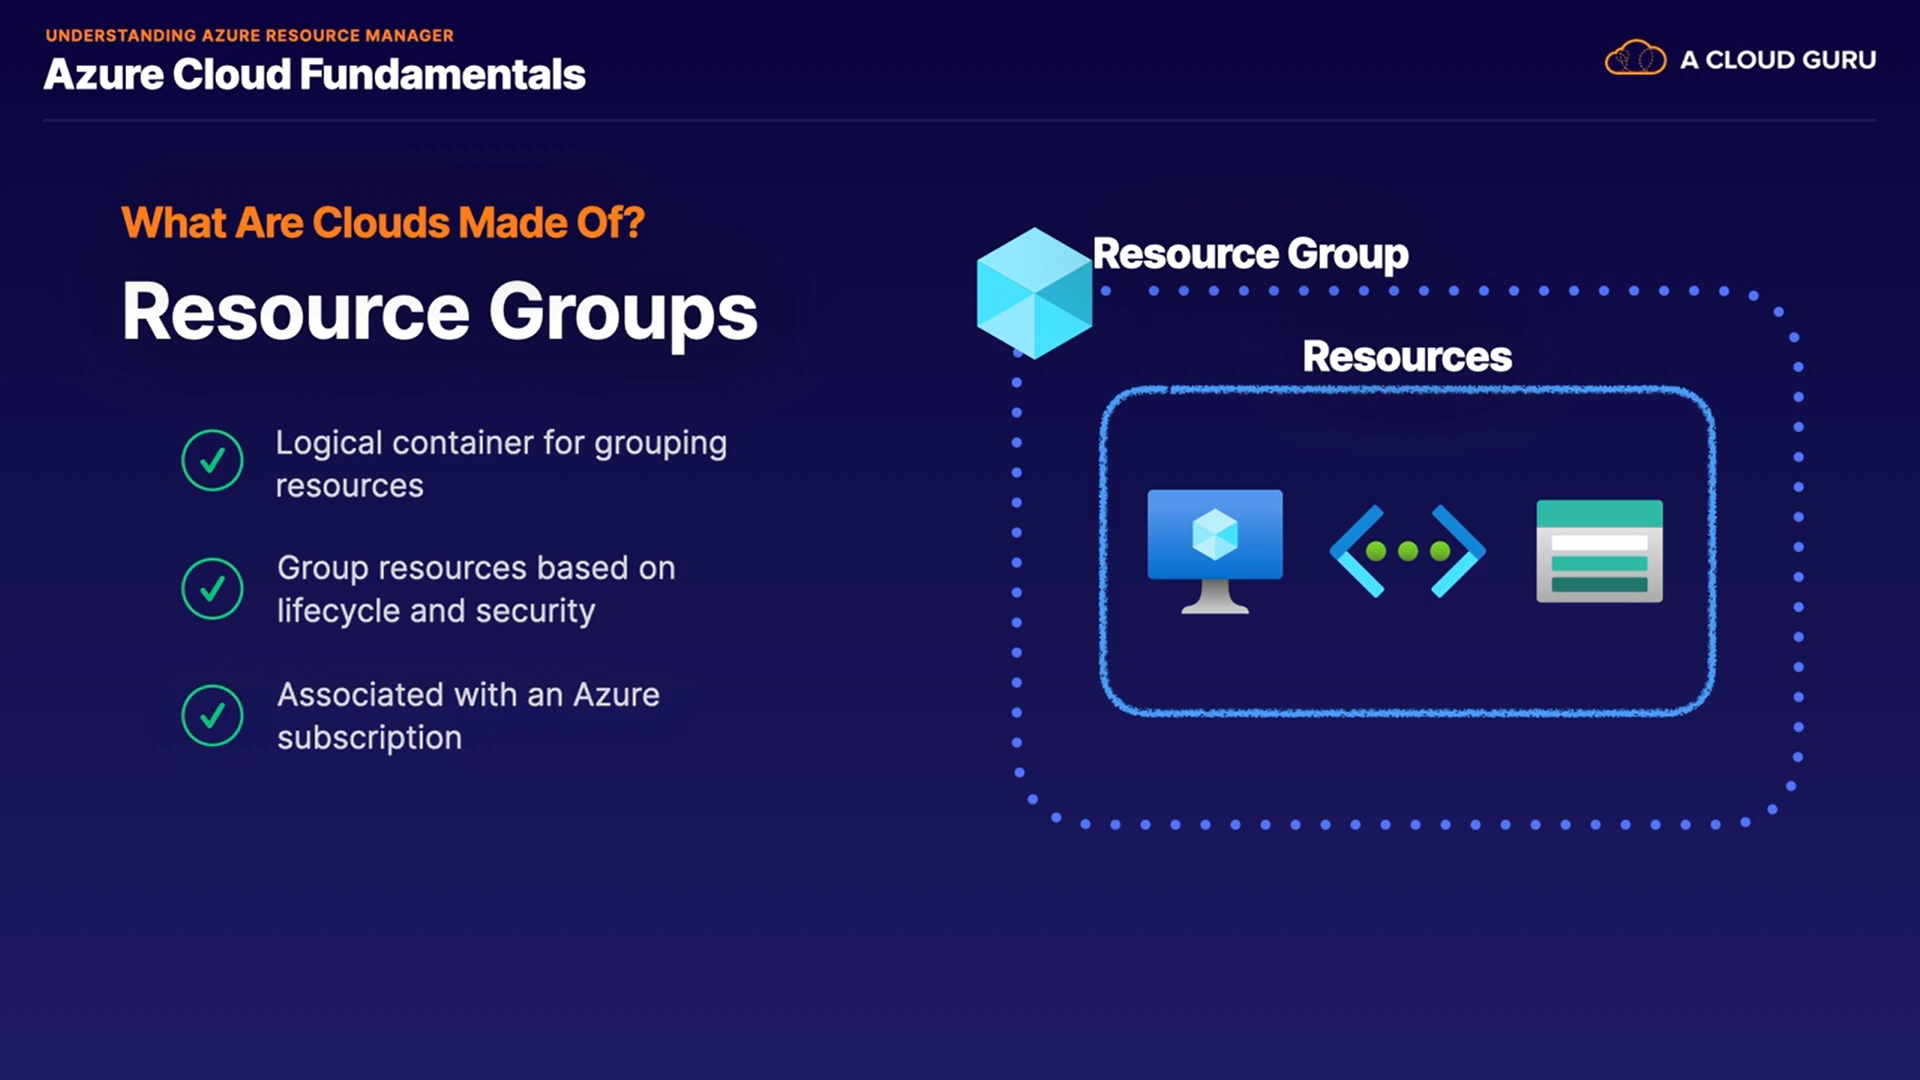 UNDERSTANDING AZURE RESOURCE MANAGER
Azure Cloud Fundamentals
A CLOUD GURU
What Are Clouds Made Of?
Resource Groups
Logical container for grouping
resources
Group resources based on
lifecycle and security
Associated with an Azure
subscription
Resource Group
Resources